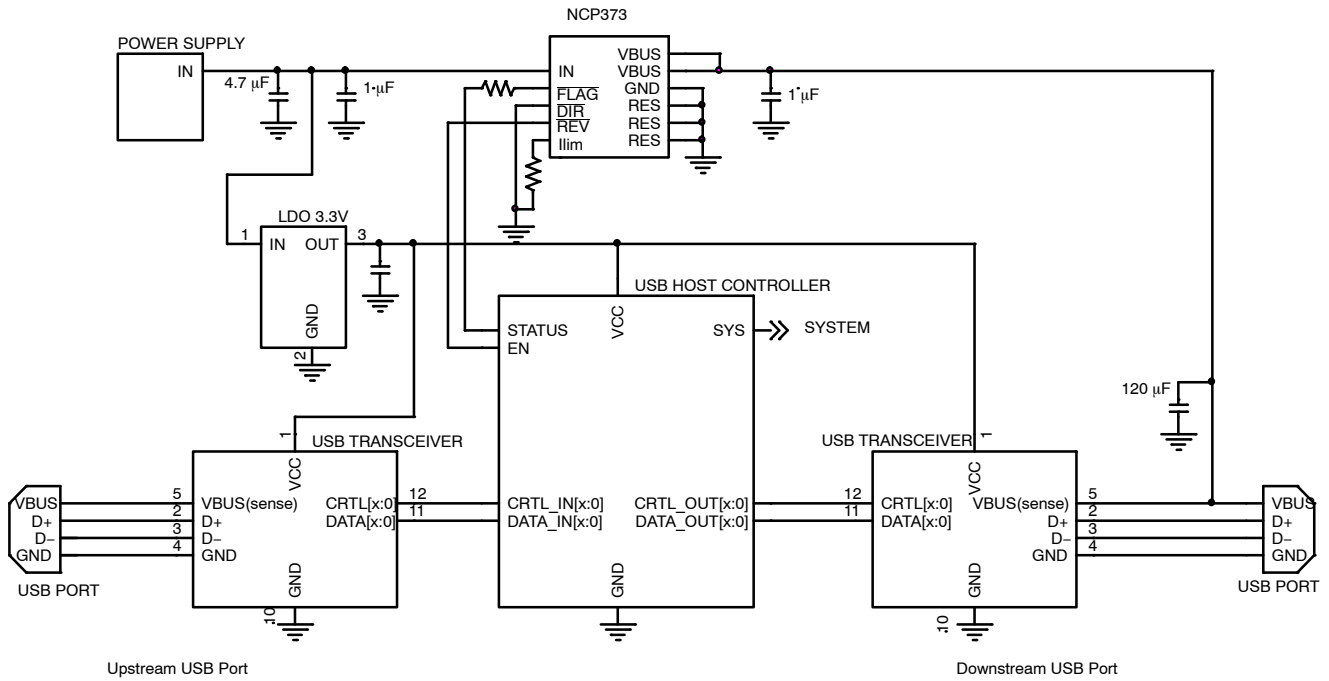 NCP373
POWER SUPPLY
IN
4.7 µF
1 µF
IN
FLAG
DIR
REV
Ilim
VBUS
VBUS
GND
RES
RES
RES
1 µF
LDO 3.3V
1
IN
OUT
3
GND
2
USB HOST CONTROLLER
VCC
STATUS
EN
SYS
SYSTEM
CRTL_IN[x:0]
DATA_IN[x:0]
CRTL_OUT[x:0]
DATA_OUT[x:0]
GND
120 µF
1
USB TRANSCEIVER
VCC
VBUS(sense)
D+
D−
GND
CRTL[x:0]
DATA[x:0]
GND
10
5
2
3
4
12
11
VBUS
D+
D−
GND
USB PORT
USB TRANSCEIVER
1
VCC
12
11
CRTL[x:0]
DATA[x:0]
VBUS(sense)
D+
D−
GND
GND
10
5
2
3
4
VBUS
D+
D−
GND
USB PORT
Upstream USB Port
Downstream USB Port